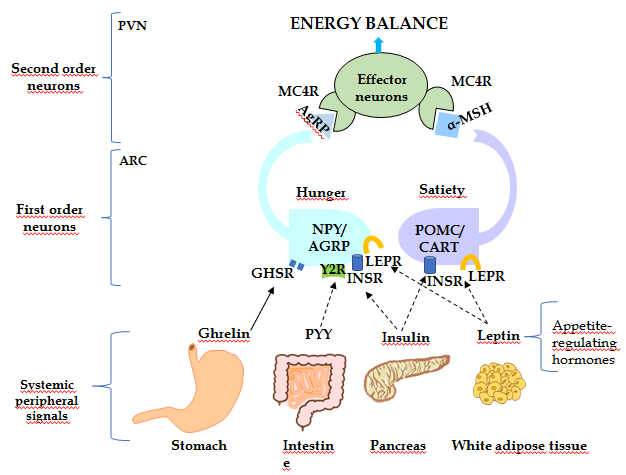 ENERGY BALANCE
PVN
Second order
neurons
Effector
neurons
MC4R
MC4R
AgRP
α-MSH
ARC
First order
neurons
Hunger
Satiety
NPY/
AGRP
POMC/
CART
GHSR
Y2R
INSR
LEPR
INSR
LEPR
Ghrelin
PYY
Insulin
Leptin
Appetite-
regulating
hormones
Systemic
peripheral
signals
Stomach
Intestin
e
Pancreas
White adipose tissue